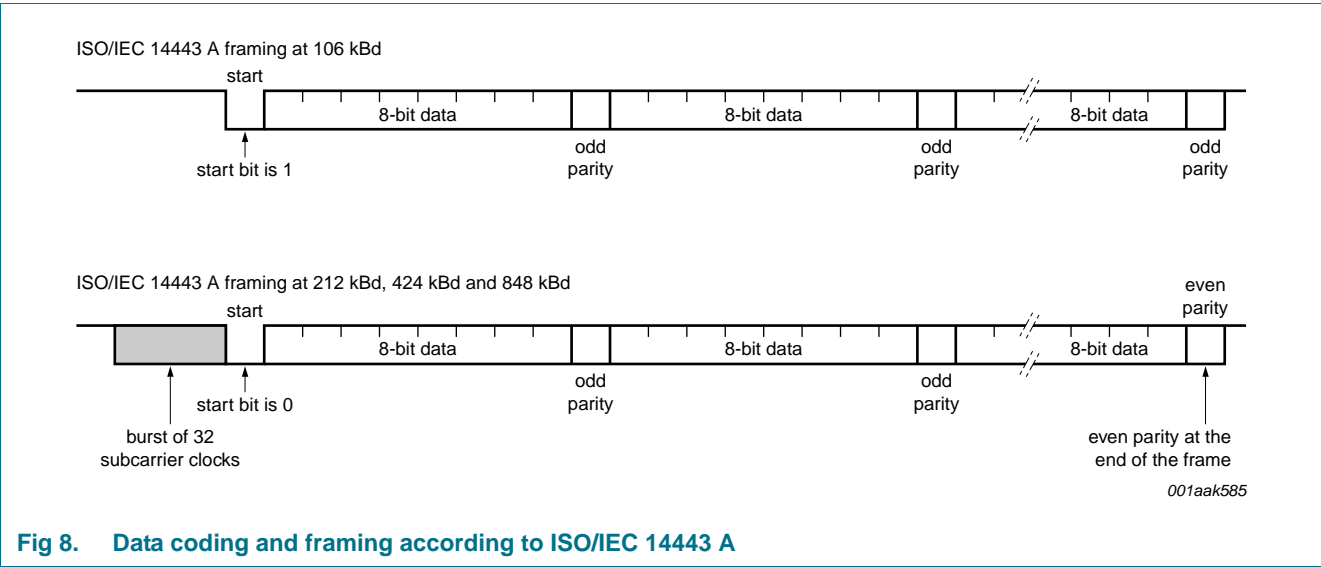 ISO/IEC 14443 A framing at 106 kBd
start
8-bit data
8-bit data
8-bit data
odd
parity
odd
parity
odd
parity
start bit is 1
ISO/IEC 14443 A framing at 212 kBd, 424 kBd and 848 kBd
even
parity
start
8-bit data
8-bit data
8-bit data
odd
parity
odd
parity
start bit is 0
burst of 32
subcarrier clocks
even parity at the
end of the frame
001aak585
Fig 8. Data coding and framing according to ISO/IEC 14443 A